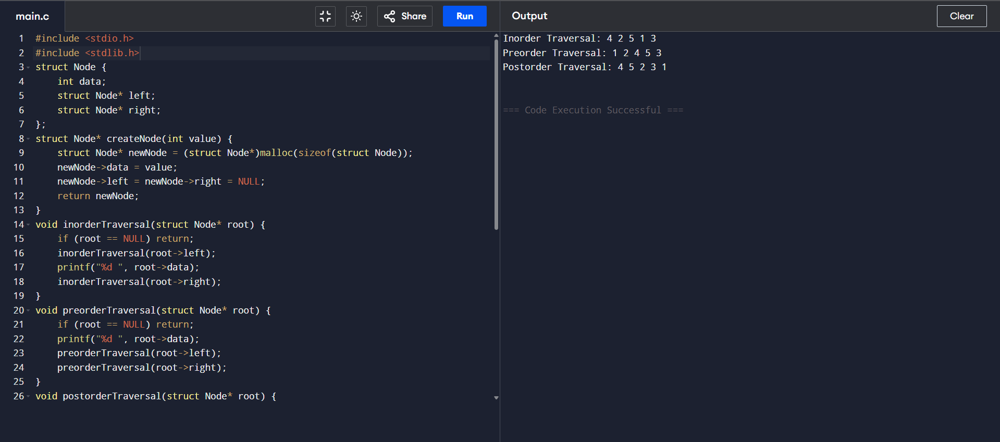 main.c
Share
Run
Output
Clear
1 #include <stdio.h>
2 #include <stdlib.h>
3 struct Node {
4     int data;
5     struct Node* left;
6     struct Node* right;
7 };
8 struct Node* createNode(int value) {
9     struct Node* newNode = (struct Node*)malloc(sizeof(struct Node));
10     newNode->data = value;
11     newNode->left = newNode->right = NULL;
12     return newNode;
13 }
14 void inorderTraversal(struct Node* root) {
15     if (root == NULL) return;
16     inorderTraversal(root->left);
17     printf("%d ", root->data);
18     inorderTraversal(root->right);
19 }
20 void preorderTraversal(struct Node* root) {
21     if (root == NULL) return;
22     printf("%d ", root->data);
23     preorderTraversal(root->left);
24     preorderTraversal(root->right);
25 }
26 void postorderTraversal(struct Node* root) {
Inorder Traversal: 4 2 5 1 3
Preorder Traversal: 1 2 4 5 3
Postorder Traversal: 4 5 2 3 1
=== Code Execution Successful ===